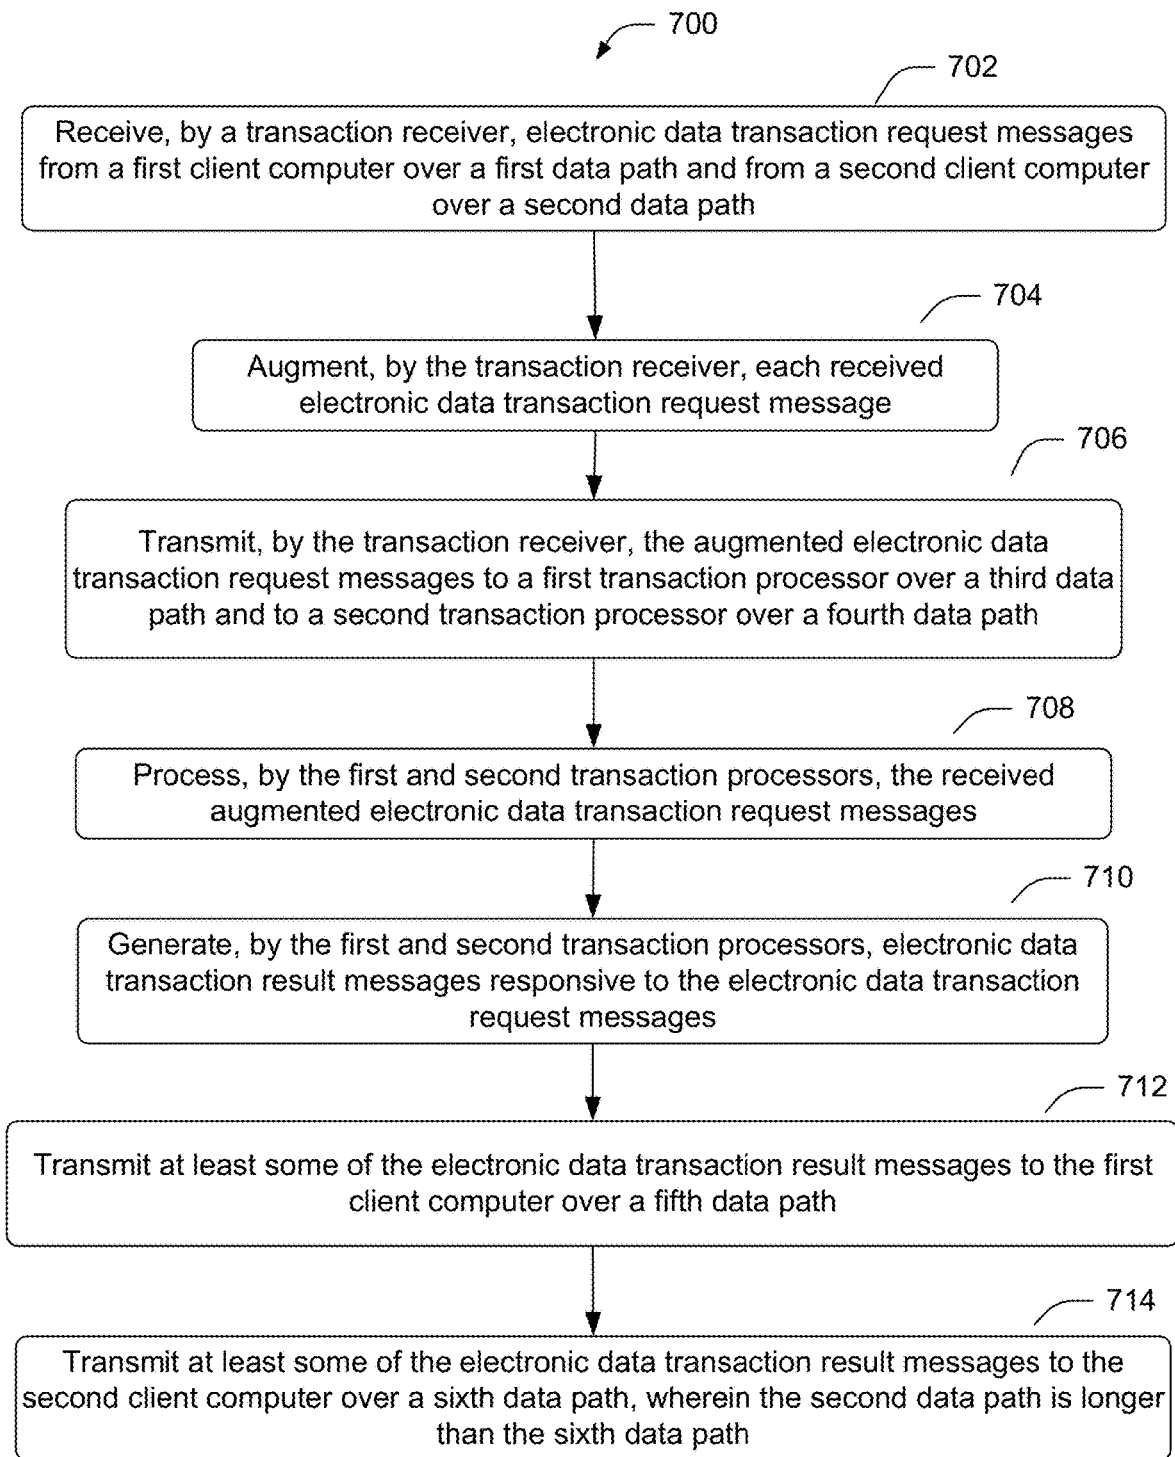 700
702
Receive, by a transaction receiver, electronic data transaction request messages
from a first client computer over a first data path and from a second client computer
over a second data path
704
Augment, by the transaction receiver, each received
electronic data transaction request message
706
Transmit, by the transaction receiver, the augmented electronic data
transaction request messages to a first transaction processor over a third data
path and to a second transaction processor over a fourth data path
708
Process, by the first and second transaction processors, the received
augmented electronic data transaction request messages
710
Generate, by the first and second transaction processors, electronic data
transaction result messages responsive to the electronic data transaction
request messages
712
Transmit at least some of the electronic data transaction result messages to the first
client computer over a fifth data path
714
Transmit at least some of the electronic data transaction result messages to the
second client computer over a sixth data path, wherein the second data path is longer
than the sixth data path